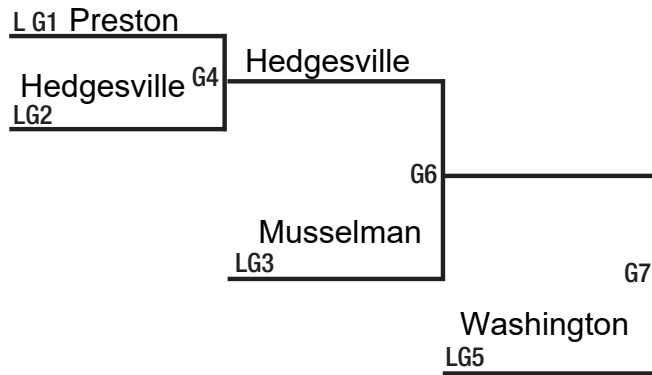 L G1 Preston
Hedgesville
G4
Hedgesville
LG2
G6
Musselman
LG3
G7
Washington
LG5